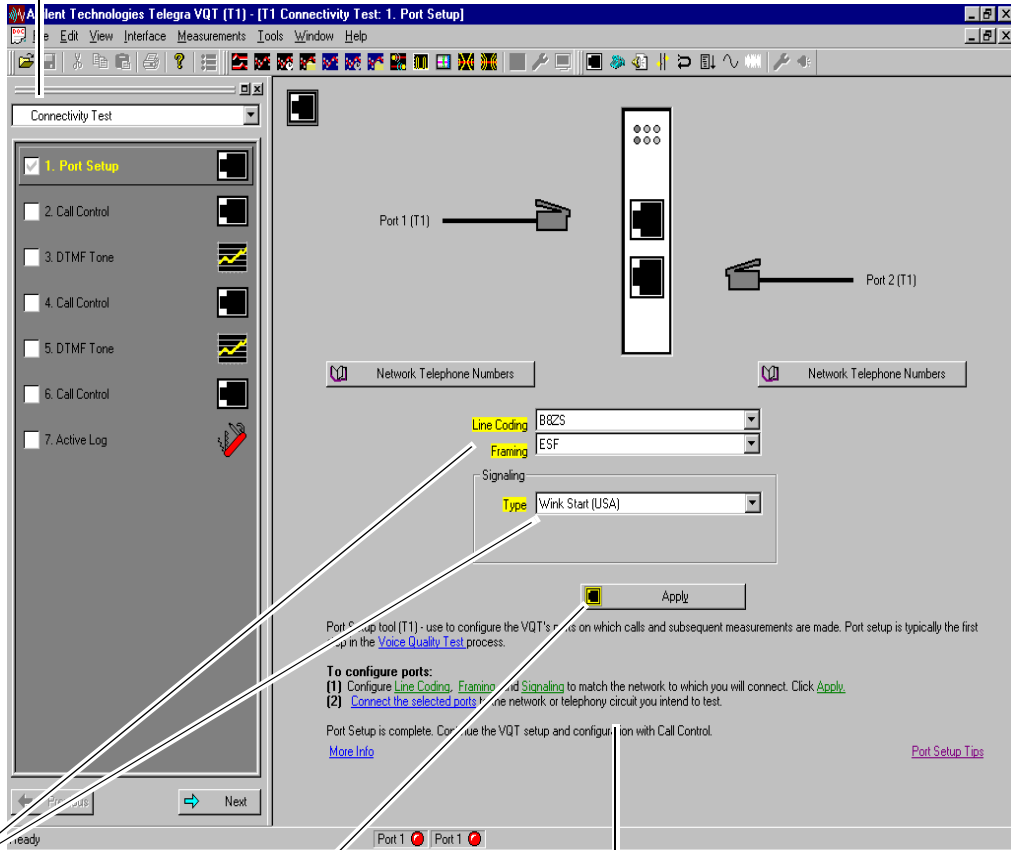 Agilent Technologies Telegra VQT (T1) - [T1 Connectivity Test: 1. Port Setup]
Edit View Interface Measurements Tools Window Help
Connectivity Test
1. Port Setup
2. Call Control
3. DTMF Tone
4. Call Control
5. DTMF Tone
6. Call Control
7. Active Log
Previous
Next
Port 1 (T1)
Port 2 (T1)
Network Telephone Numbers
Network Telephone Numbers
Line Coding B8ZS
Framing ESF
Signaling
Type Wink Start (USA)
Apply
Port Setup tool (T1) - use to configure the VQT's ports on which calls and subsequent measurements are made. Port setup is typically the first
step in the Voice Quality Test process.
To configure ports:
(1) Configure Line Coding, Framing and Signaling to match the network to which you will connect. Click Apply.
(2) Connect the selected ports to the network or telephony circuit you intend to test.
Port Setup is complete. Continue the VQT setup and configuration with Call Control.
More Info
Port Setup Tips
Ready
Port 1
Port 1